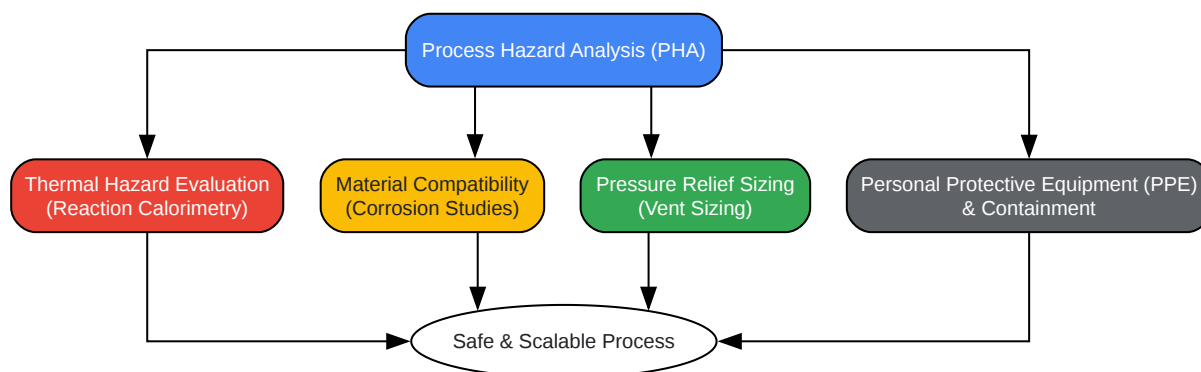 Process Hazard Analysis (PHA)
Thermal Hazard Evaluation
(Reaction Calorimetry)
Material Compatibility
(Corrosion Studies)
Pressure Relief Sizing
(Vent Sizing)
Personal Protective Equipment (PPE)
& Containment
Safe & Scalable Process